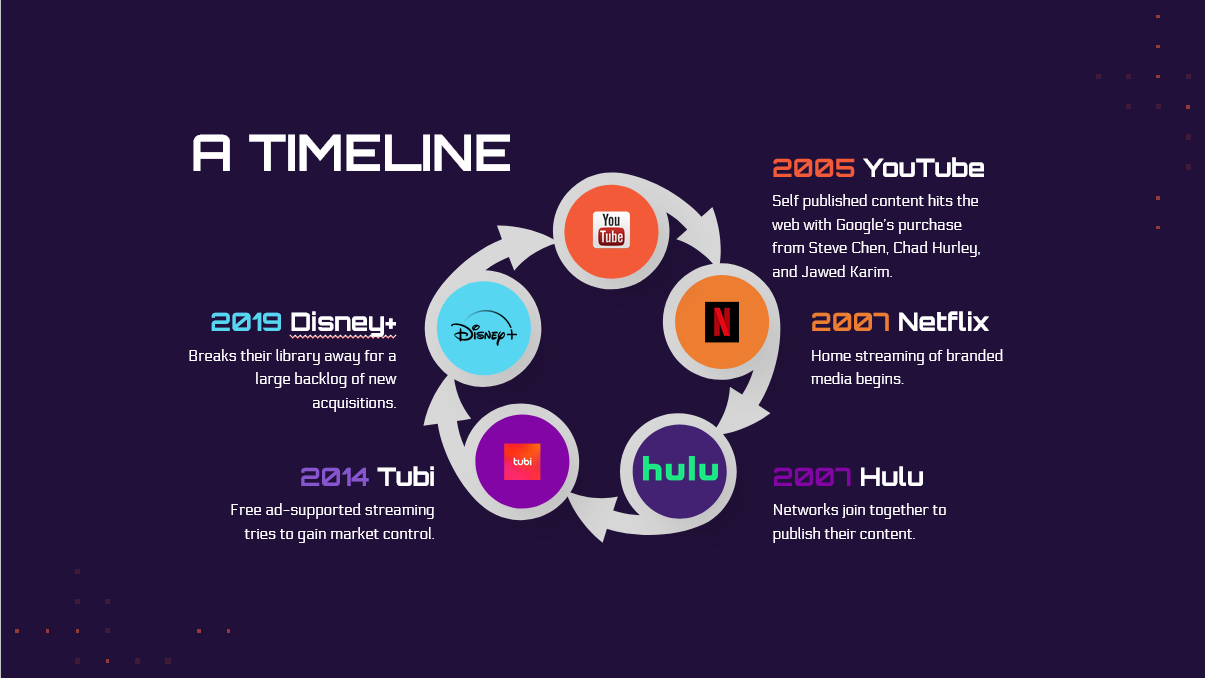 A TIMELINE
2005 YouTube
Self published content hits the
web with Google's purchase
from Steve Chen, Chad Hurley,
and Jawed Karim.
You
Tube
2007 Netflix
Home streaming of branded
media begins.
N
2007 Hulu
Networks join together to
publish their content.
hulu
2014 Tubi
Free ad-supported streaming
tries to gain market control.
tubi
2019 Disney+
Breaks their library away for a
large backlog of new
acquisitions.
Disney+